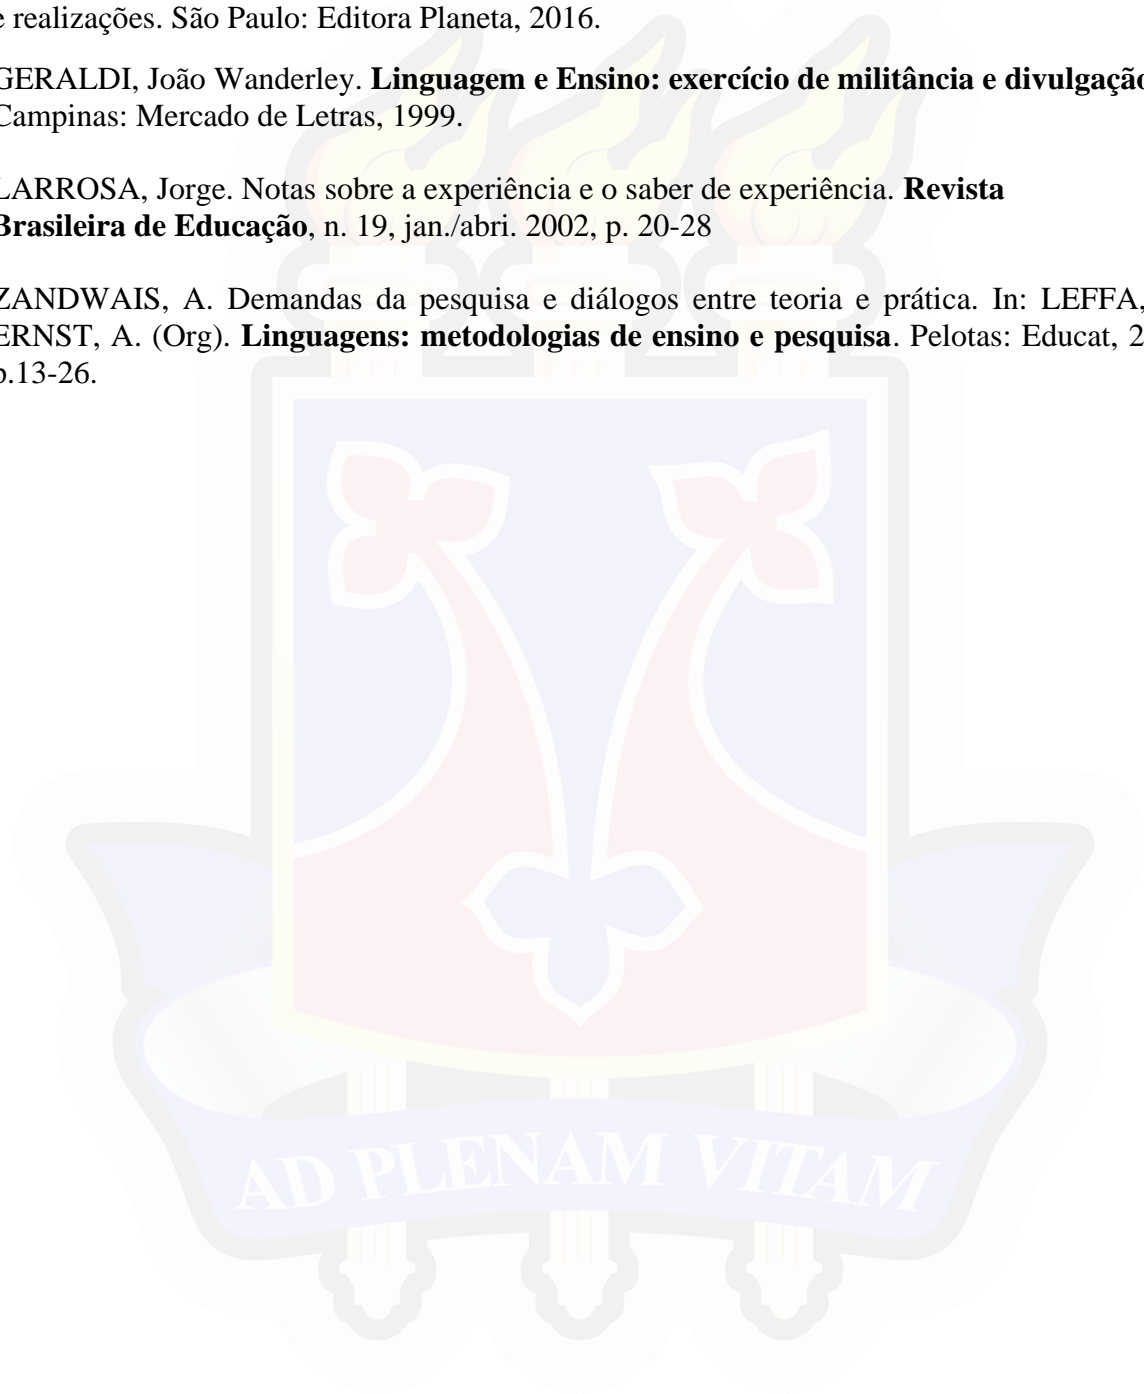 e realizações. São Paulo: Editora Planeta, 2016.
GERALDI, João Wanderley. Linguagem e Ensino: exercício de militância e divulgação
Campinas: Mercado de Letras, 1999.
LARROSA, Jorge. Notas sobre a experiência e o saber de experiência. Revista
Brasileira de Educação, n. 19, jan./abri. 2002, p. 20-28
ZANDWAIS, A. Demandas da pesquisa e diálogos entre teoria e prática. In: LEFFA,
ERNST, A. (Org). Linguagens: metodologias de ensino e pesquisa. Pelotas: Educat, 2
p.13-26.
AD PLENAM VITAM